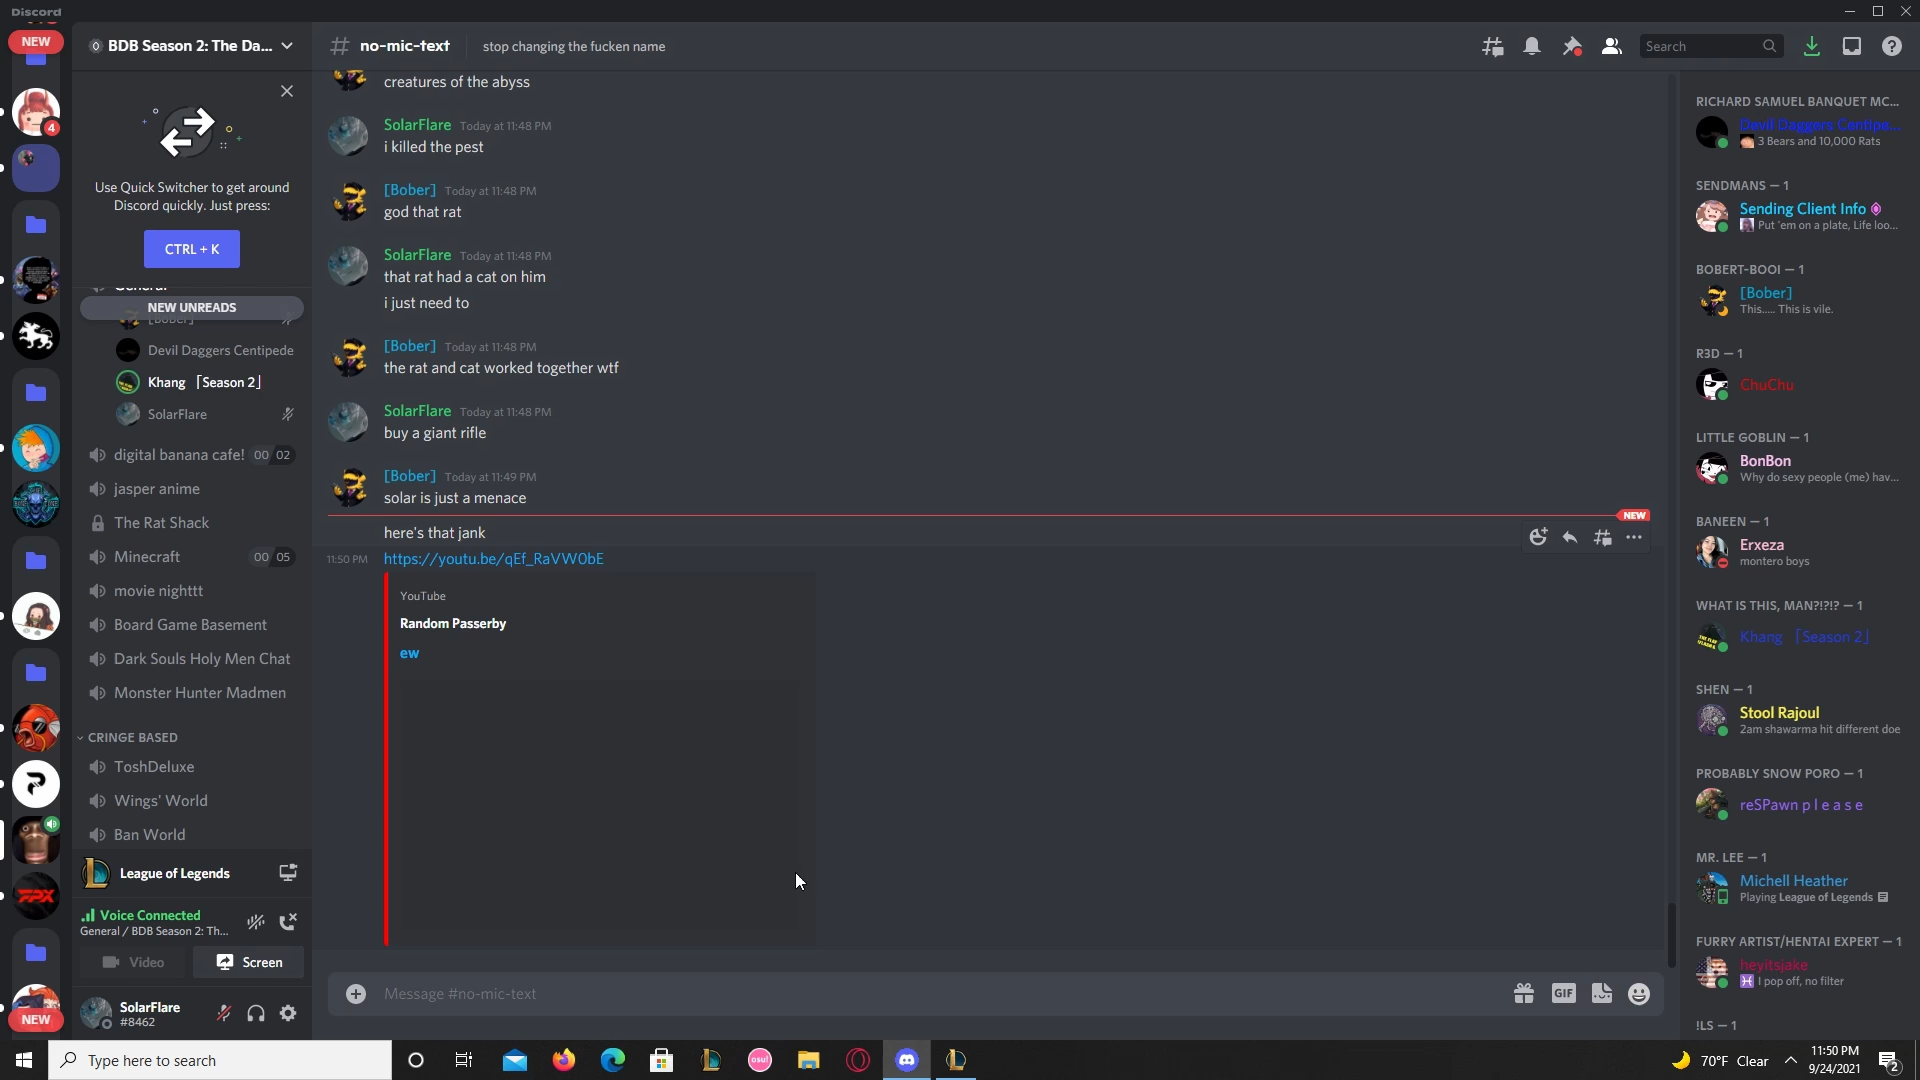 Discord
NEW
4
NEW
BDB Season 2: The Da...
Use Quick Switcher to get around
Discord quickly. Just press:
CTRL + K
General
NEW UNREADS
[Bober]
Devil Daggers Centipede
Khang 「Season 2」
SolarFlare
digital banana cafe! 00 02
jasper anime
The Rat Shack
Minecraft 00 05
movie nighttt
Board Game Basement
Dark Souls Holy Men Chat
Monster Hunter Madmen
CRINGE BASED
ToshDeluxe
Wings' World
Ban World
League of Legends
Voice Connected
General / BDB Season 2: Th...
Video Screen
SolarFlare
#8462
# no-mic-text stop changing the fucken name
Search
creatures of the abyss
SolarFlare Today at 11:48 PM
i killed the pest
[Bober] Today at 11:48 PM
god that rat
SolarFlare Today at 11:48 PM
that rat had a cat on him
i just need to
[Bober] Today at 11:48 PM
the rat and cat worked together wtf
SolarFlare Today at 11:48 PM
buy a giant rifle
[Bober] Today at 11:49 PM
solar is just a menace
NEW
here's that jank
11:50 PM https://youtu.be/qEf_RaVW0bE
YouTube
Random Passerby
ew
Message #no-mic-text
GIF
RICHARD SAMUEL BANQUET MC...
Devil Daggers Centipe...
3 Bears and 10,000 Rats
SENDMANS — 1
Sending Client Info
Put 'em on a plate, Life loo...
BOBERT-BOOI — 1
[Bober]
This..... This is vile.
R3D — 1
ChuChu
LITTLE GOBLIN — 1
BonBon
Why do sexy people (me) hav...
BANEEN — 1
Erxeza
montero boys
WHAT IS THIS, MAN?!?!? — 1
Khang 「Season 2」
SHEN — 1
Stool Rajoul
2am shawarma hit different doe
PROBABLY SNOW PORO — 1
reSPawn p l e a s e
MR. LEE — 1
Michell Heather
Playing League of Legends
FURRY ARTIST/HENTAI EXPERT — 1
heyitsjake
I pop off, no filter
!LS — 1
Type here to search
osu!
70°F Clear
11:50 PM
9/24/2021
2